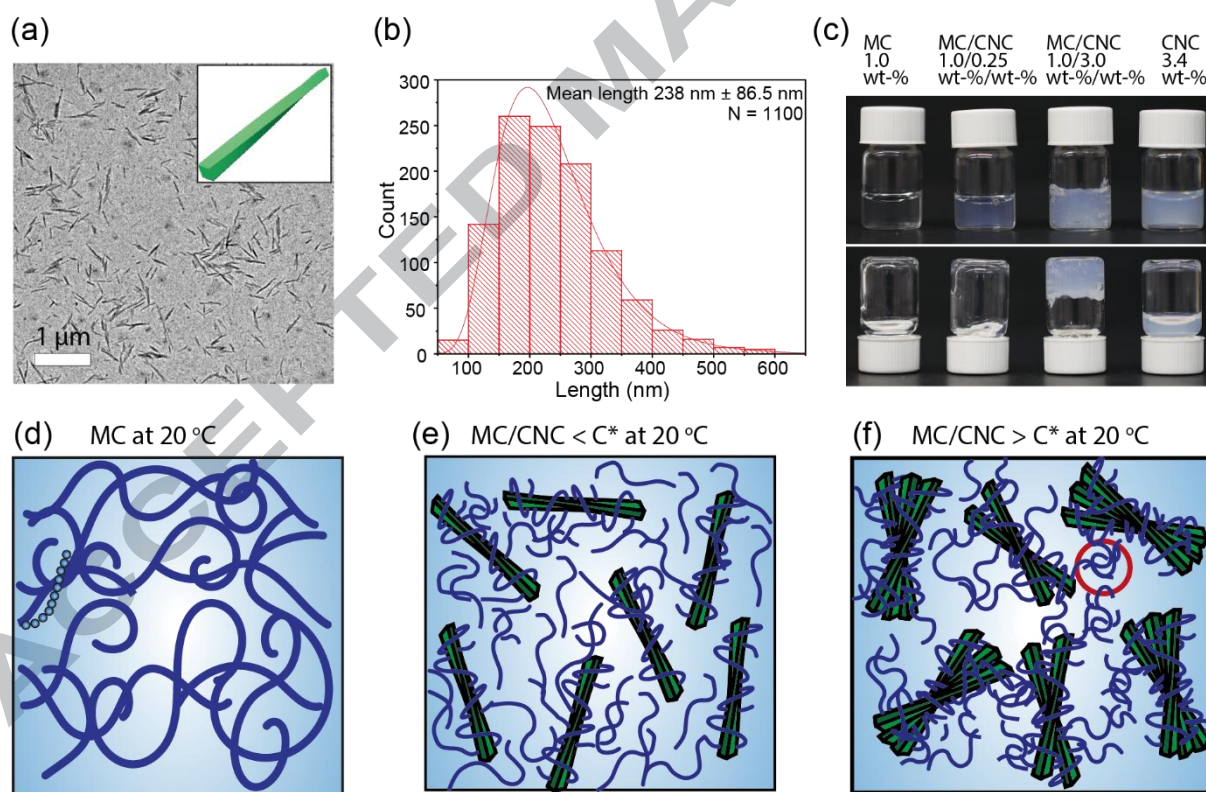 (a)
1 μm
(b)
300
250
200
150
100
50
0
Count
Mean length 238 nm ± 86.5 nm
N = 1100
100
200
300
400
500
600
Length (nm)
(c)
MC
1.0
wt-%
MC/CNC
1.0/0.25
wt-%/wt-%
MC/CNC
1.0/3.0
wt-%/wt-%
CNC
3.4
wt-%
(d) MC at 20 °C
(e) MC/CNC < C* at 20 °C
(f) MC/CNC > C* at 20 °C
ACCEPTED MA